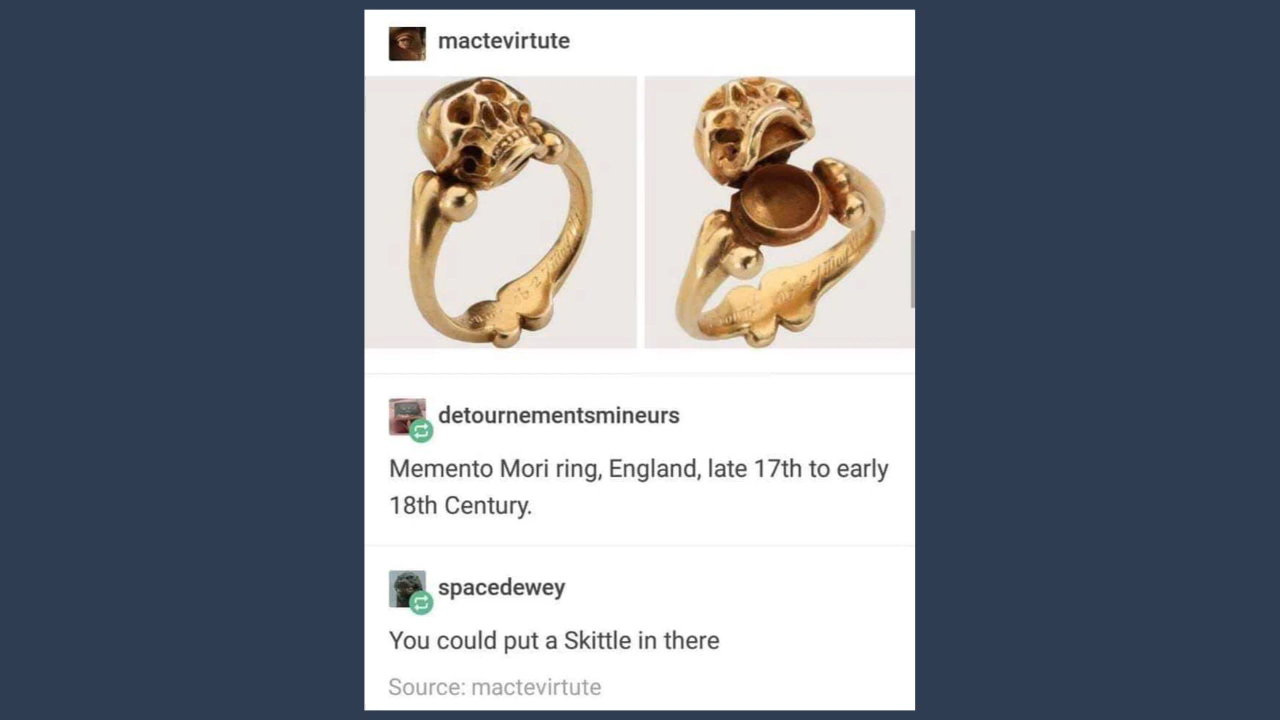 mactevirtute
detournementsmineurs
Memento Mori ring, England, late 17th to early
18th Century.
spacedewey
You could put a Skittle in there
Source: mactevirtute